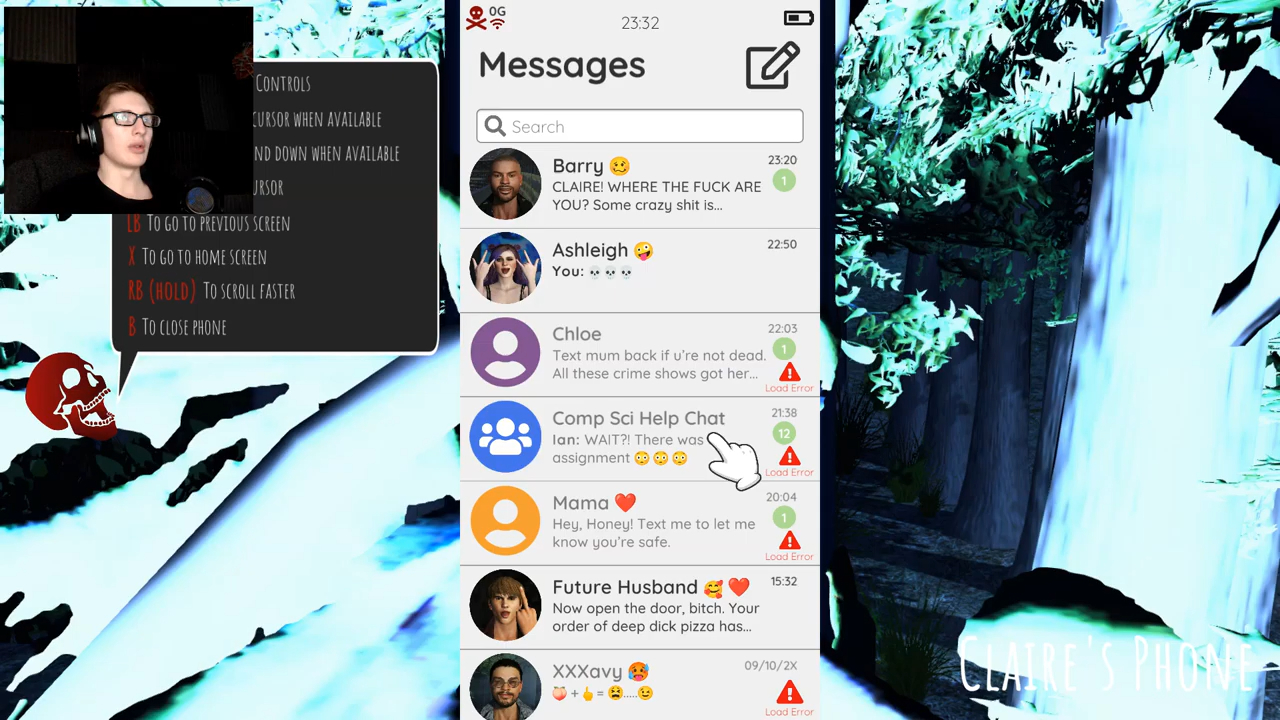 Controls
CURSOR WHEN AVAILABLE
ND DOWN WHEN AVAILABLE
URSOR
LB TO GO TO PREVIOUS SCREEN
X TO GO TO HOME SCREEN
RB (HOLD) TO SCROLL FASTER
B TO CLOSE PHONE
0G
23:32
Messages
Search
Barry 🥴 23:20
CLAIRE! WHERE THE FUCK ARE 1
YOU? Some crazy shit is...
Ashleigh 🤪 22:50
You: 💀💀💀
Chloe 22:03
Text mum back if u're not dead. 1
All these crime shows got her...
Load Error
Comp Sci Help Chat 21:38
Ian: WAIT?! There was 12
assignment 😳😳😳
Load Error
Mama ❤️ 20:04
Hey, Honey! Text me to let me 1
know you're safe.
Load Error
Future Husband 🥰❤️ 15:32
Now open the door, bitch. Your
order of deep dick pizza has...
XXXavy 🥵 09/10/2X
🍑+👆=😫.....😉
Load Error
CLAIRE'S PHONE